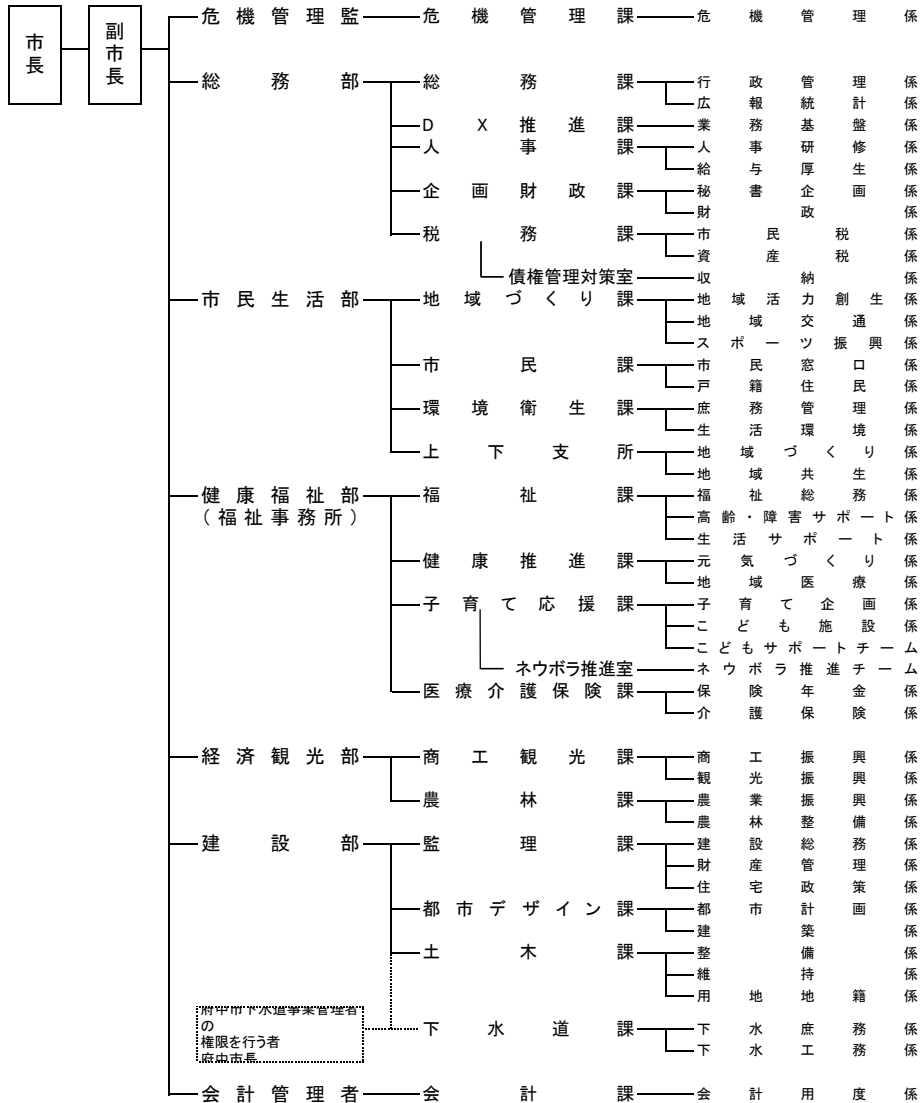 市長
副市長
危機管理監 危機管理課 危機管理係
総務部 総務課 行政管理係
広報統計係
DX推進課 業務基盤係
人事課 人事研修係
給与厚生係
企画財政課 秘書企画係
財政係
税務課 市民税係
資産税係
債権管理対策室 収納係
市民生活部 地域づくり課 地域活力創生係
地域交通係
スポーツ振興係
市民課 市民窓口係
戸籍住民係
環境衛生課 庶務管理係
生活環境係
上下支所 地域づくり係
地域共生係
健康福祉部 福祉課 福祉総務係
(福祉事務所) 高齢・障害サポート係
生活サポート係
健康推進課 元気づくり係
地域医療係
子育て応援課 子育て企画係
こども施設係
こどもサポートチーム
ネウボラ推進室 ネウボラ推進チーム
医療介護保険課 保険年金係
介護保険係
経済観光部 商工観光課 商工振興係
観光振興係
農林課 農業振興係
農林整備係
建設部 監理課 建設総務係
財産管理係
住宅政策係
都市デザイン課 都市計画係
建築係
土木課 整備係
維持係
用地地籍係
府中市下水道事業管理者
の
権限を行う者
府中市長
下水道課 下水庶務係
下水工務係
会計管理者 会計課 会計用度係